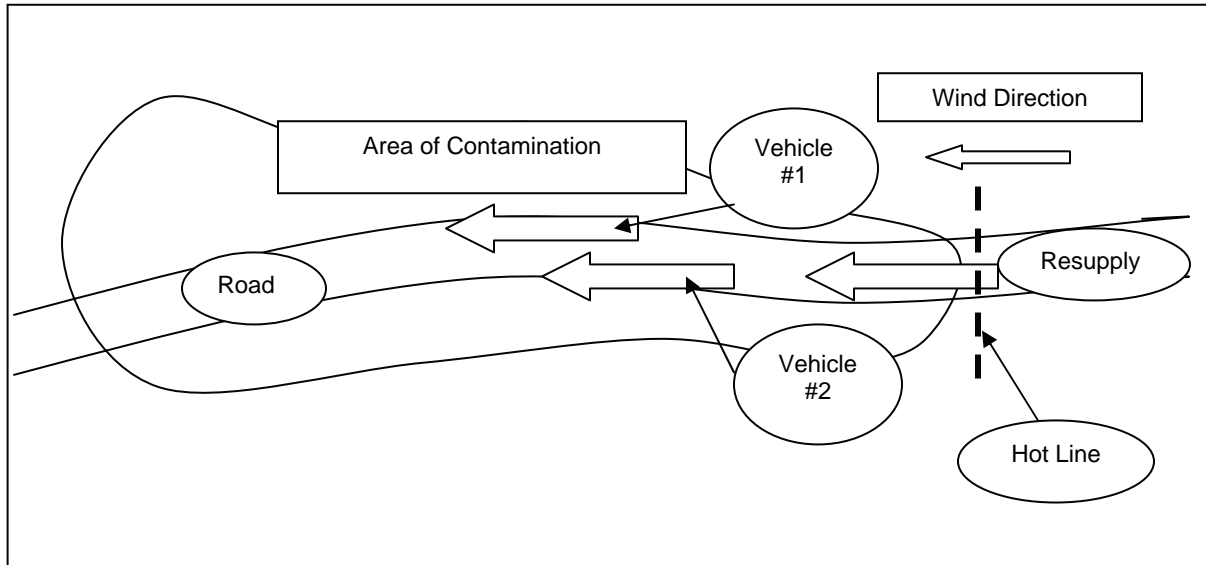 Wind Direction
Area of Contamination
Vehicle
#1
Road
Resupply
Vehicle
#2
Hot Line